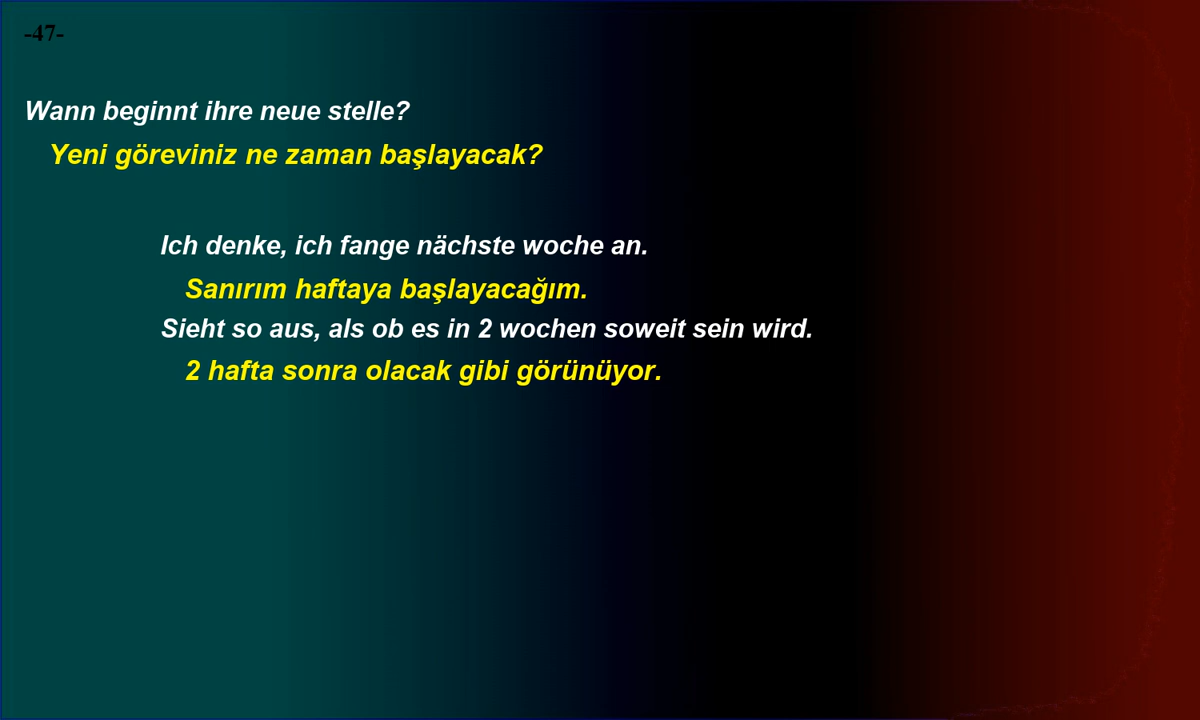 -47-
Wann beginnt ihre neue stelle?
Yeni göreviniz ne zaman başlayacak?
Ich denke, ich fange nächste woche an.
Sanırım haftaya başlayacağım.
Sieht so aus, als ob es in 2 wochen soweit sein wird.
2 hafta sonra olacak gibi görünüyor.